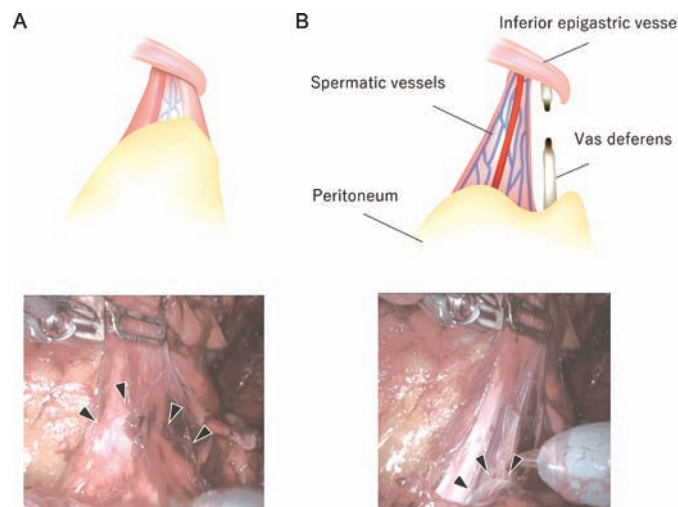 A
B
Inferior epigastric vesse
Spermatic vessels
Vas deferens
Peritoneum